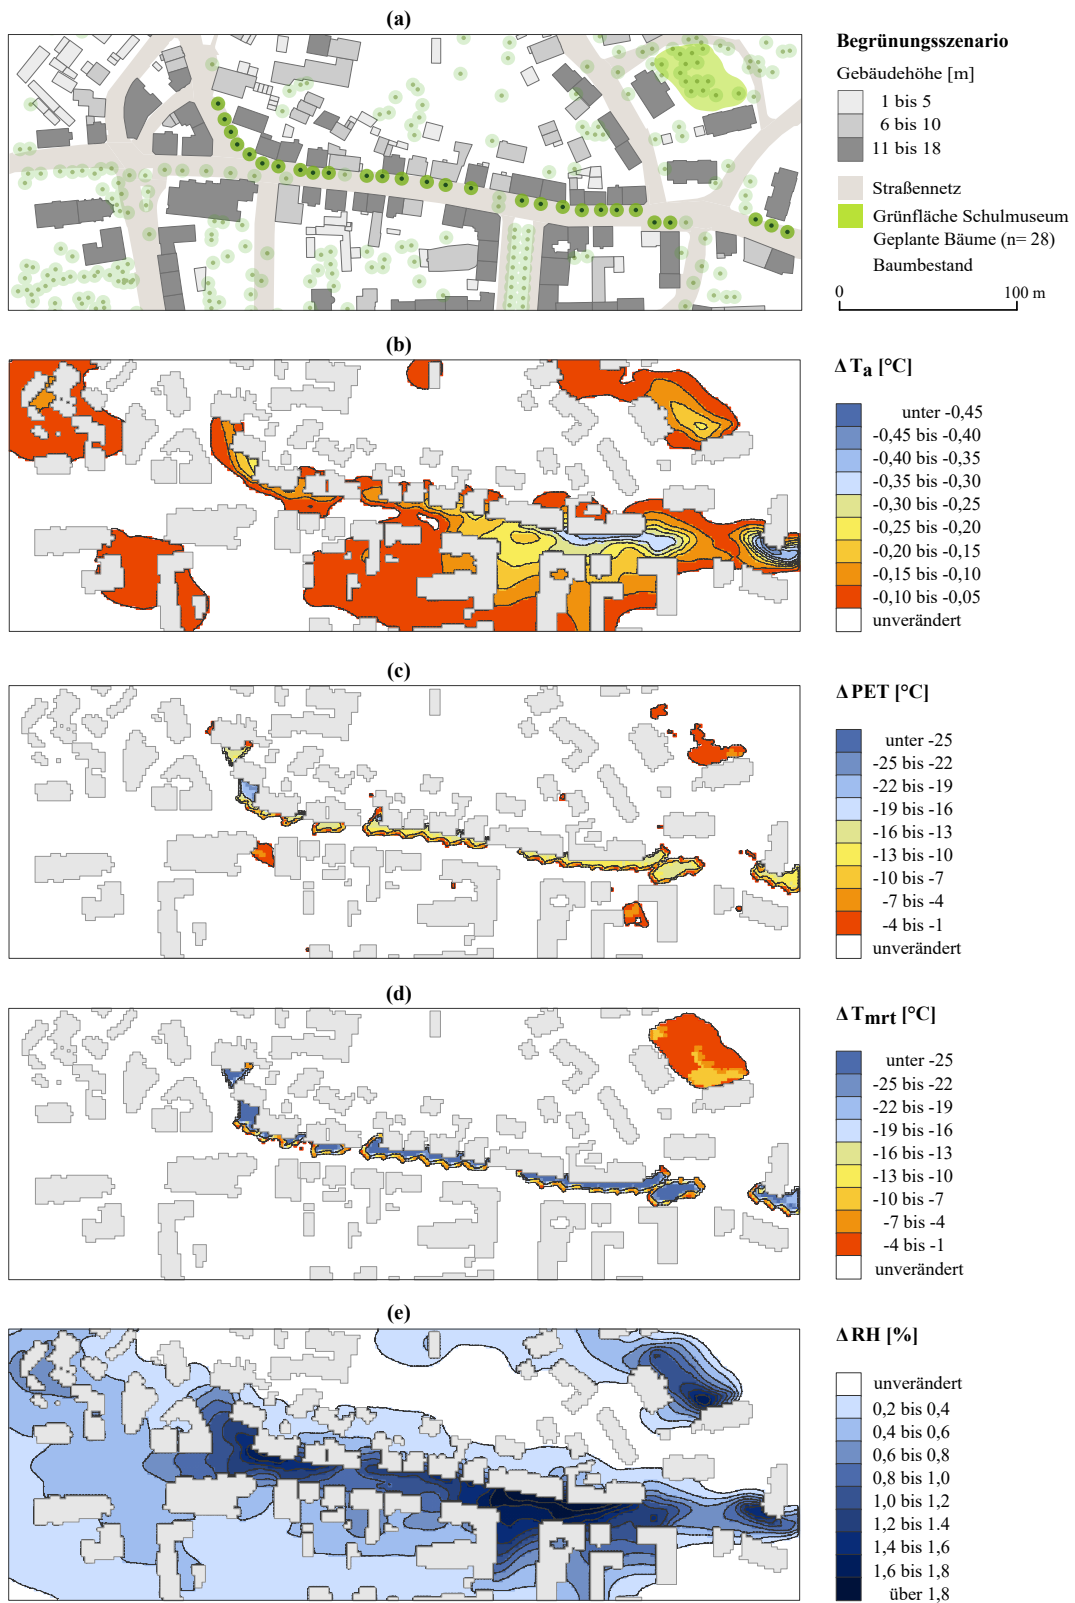 (a)
Begrünungsszenario
Gebäudehöhe [m]
1 bis 5
6 bis 10
11 bis 18
Straßennetz
Grünfläche Schulmuseum
Geplante Bäume (n= 28)
Baumbestand
0 100 m
(b)
Δ Ta [°C]
unter -0,45
-0,45 bis -0,40
-0,40 bis -0,35
-0,35 bis -0,30
-0,30 bis -0,25
-0,25 bis -0,20
-0,20 bis -0,15
-0,15 bis -0,10
-0,10 bis -0,05
unverändert
(c)
Δ PET [°C]
unter -25
-25 bis -22
-22 bis -19
-19 bis -16
-16 bis -13
-13 bis -10
-10 bis -7
-7 bis -4
-4 bis -1
unverändert
(d)
Δ Tmrt [°C]
unter -25
-25 bis -22
-22 bis -19
-19 bis -16
-16 bis -13
-13 bis -10
-10 bis -7
-7 bis -4
-4 bis -1
unverändert
(e)
Δ RH [%]
unverändert
0,2 bis 0,4
0,4 bis 0,6
0,6 bis 0,8
0,8 bis 1,0
1,0 bis 1,2
1,2 bis 1.4
1,4 bis 1,6
1,6 bis 1,8
über 1,8